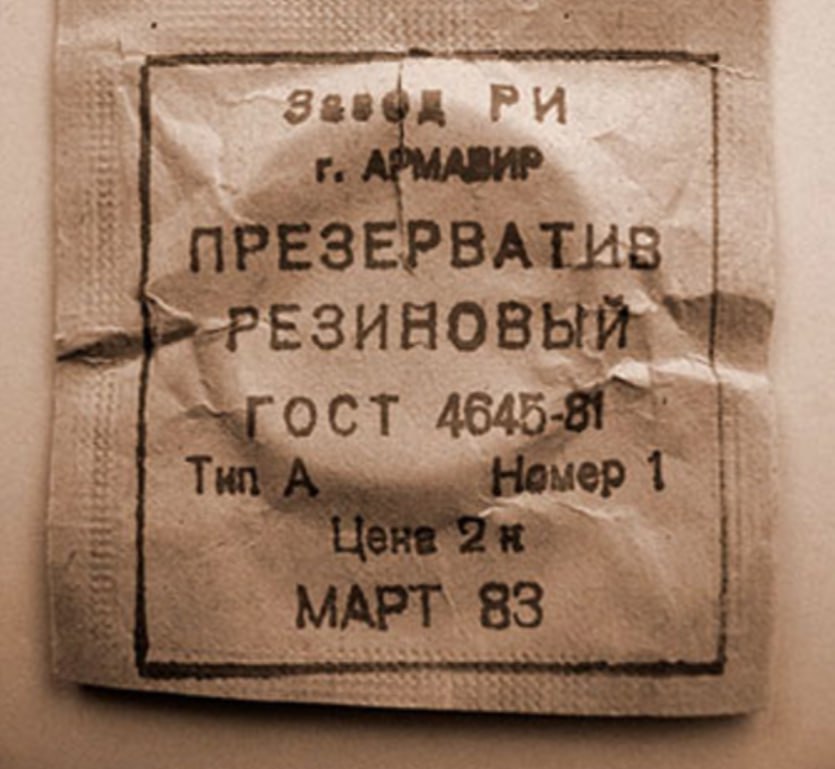 Завод РИ
г. АРМАВИР
ПРЕЗЕРВАТИВ
РЕЗИНОВЫЙ
ГОСТ 4645-81
Тип А Номер 1
Цена 2 к
МАРТ 83